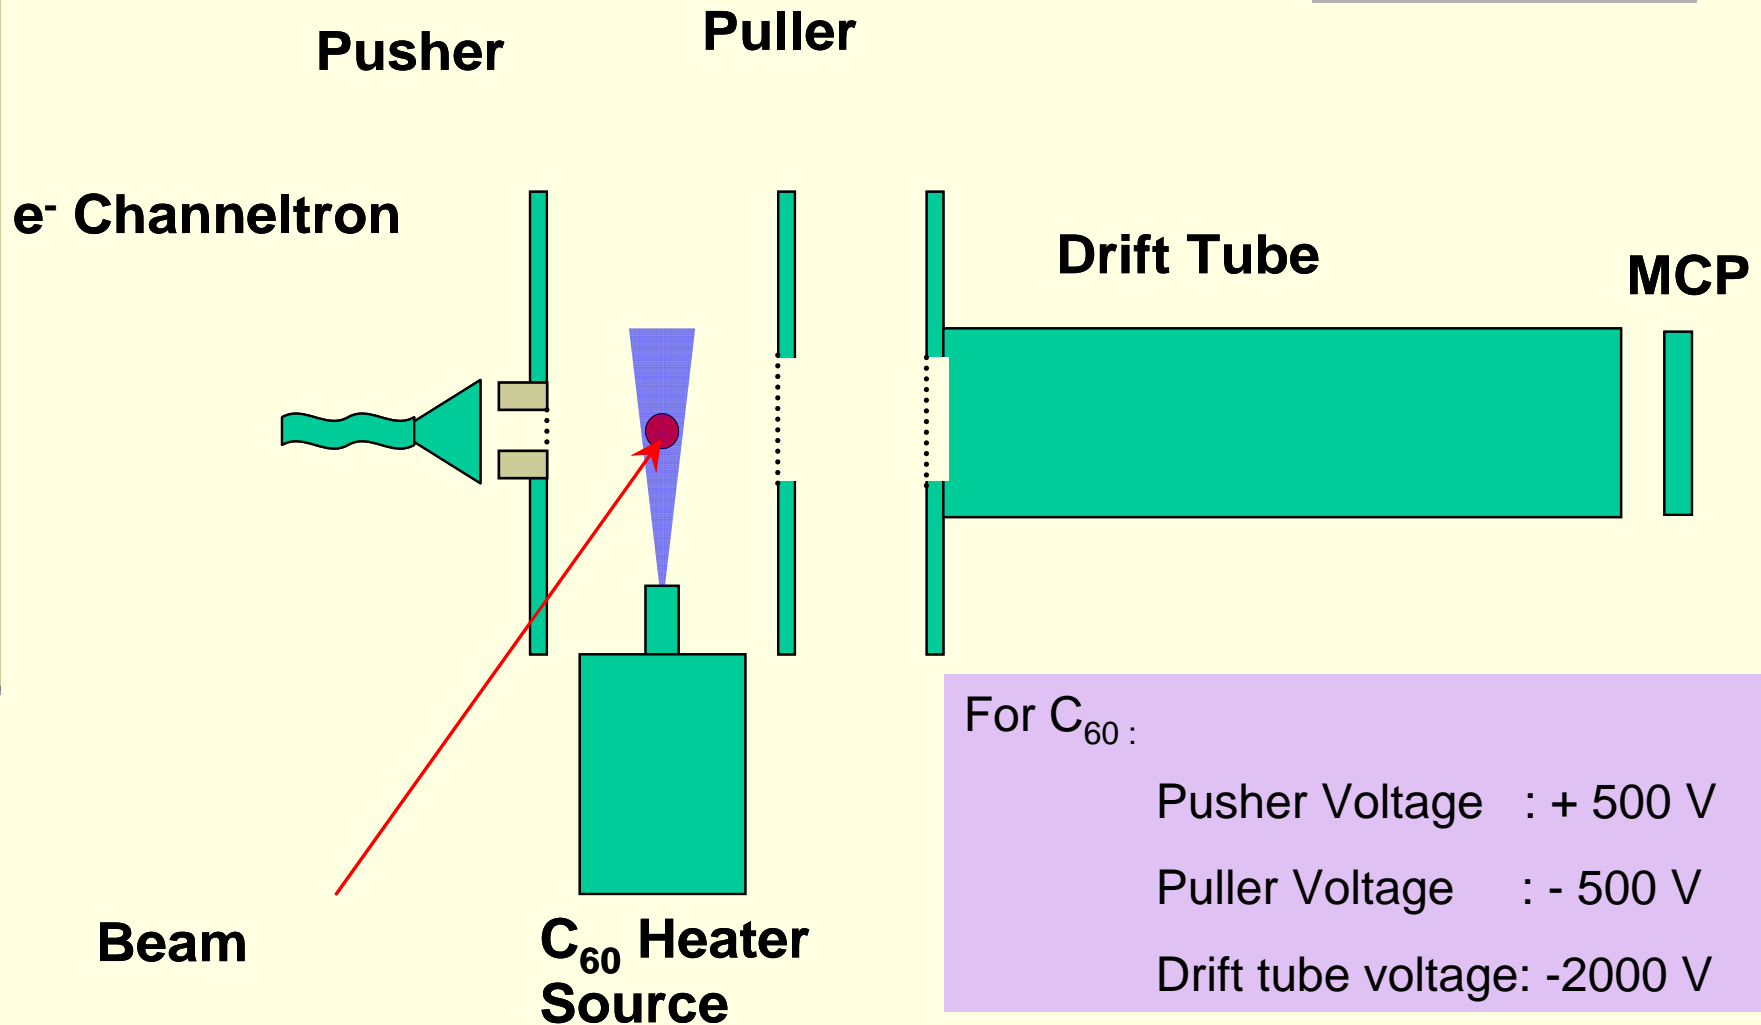 Pusher
Puller
e- Channeltron
Drift Tube
MCP
Beam
C60 Heater
Source
For C60 :
Pusher Voltage : + 500 V
Puller Voltage : - 500 V
Drift tube voltage: -2000 V